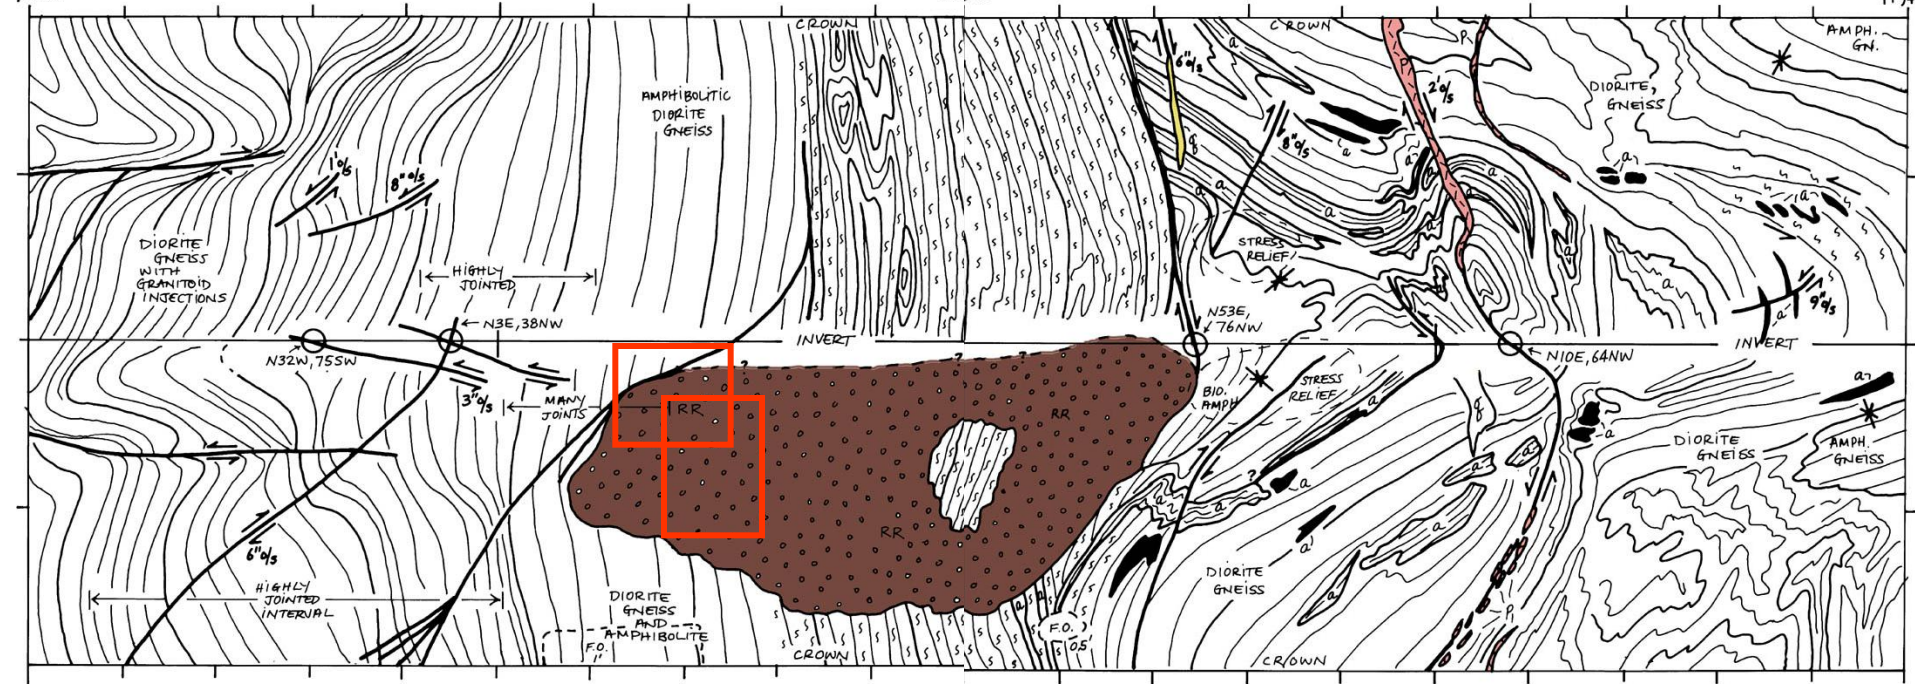 CROWN
CROWN
AMPH.
GN.
P
P
6"o/s
a
AMPHIBOLITIC
DIORITE
GNEISS
2'o/s
DIORITE,
GNEISS
1'o/s
8"o/s
8"o/s
a
a
a
a
q
a
a
a
a
a
a
DIORITE
GNEISS
WITH
GRANITOID
INJECTIONS
STRESS
RELIEF
HIGHLY
JOINTED
9"o/s
a
N3E,38NW
N53E,
76NW
INVERT
INVERT
N32W,75SW
N10E,64NW
?
?
?
3"o/s
MANY
JOINTS
RR
RR
BIO.
AMPH
STRESS
RELIEF
q
a
a
DIORITE
GNEISS
AMPH.
GNEISS
?
a
a
a
a
a
RR
6"o/s
HIGHLY
JOINTED
INTERVAL
DIORITE
GNEISS
AND
AMPHIBOLITE
F.O.
DIORITE
GNEISS
a
a
a
P
F.O.
05
CROWN
CROWN